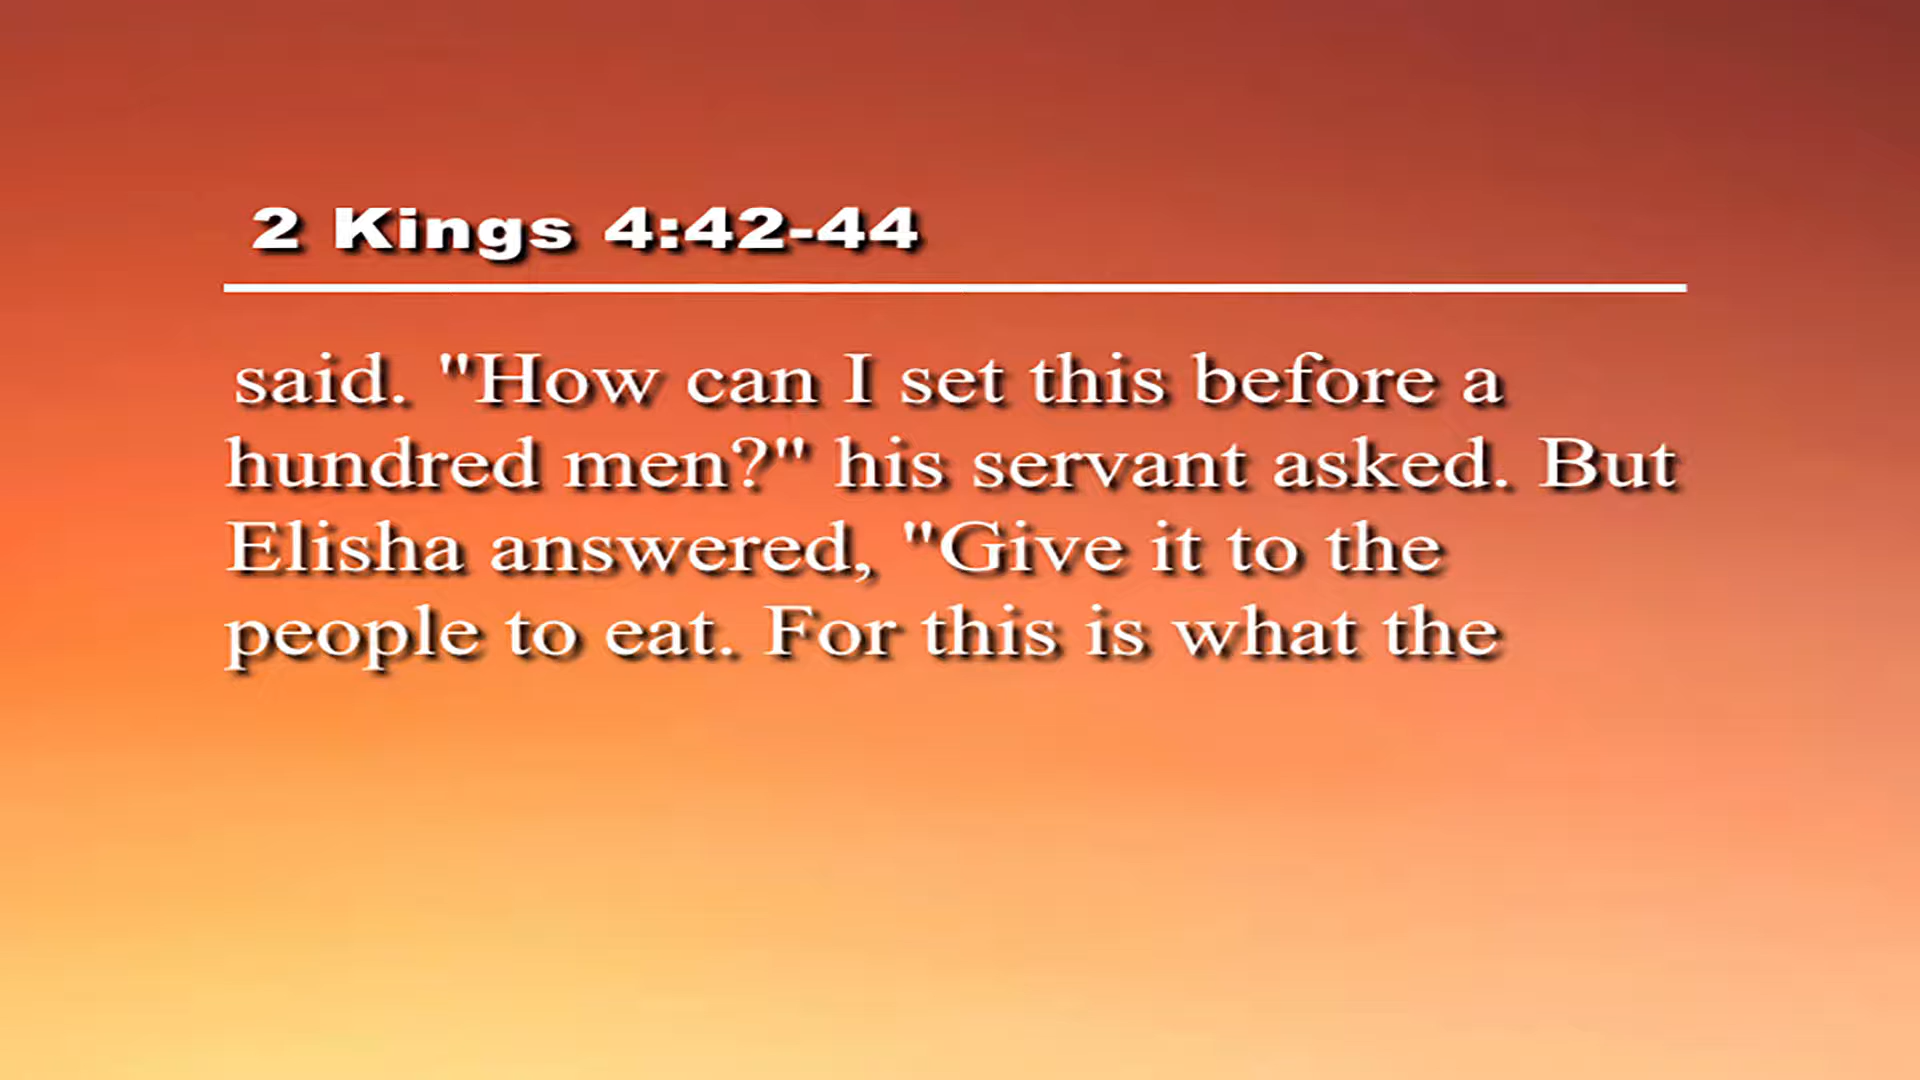 2 Kings 4:42-44
said. "How can I set this before a
hundred men?" his servant asked. But
Elisha answered, "Give it to the
people to eat. For this is what the